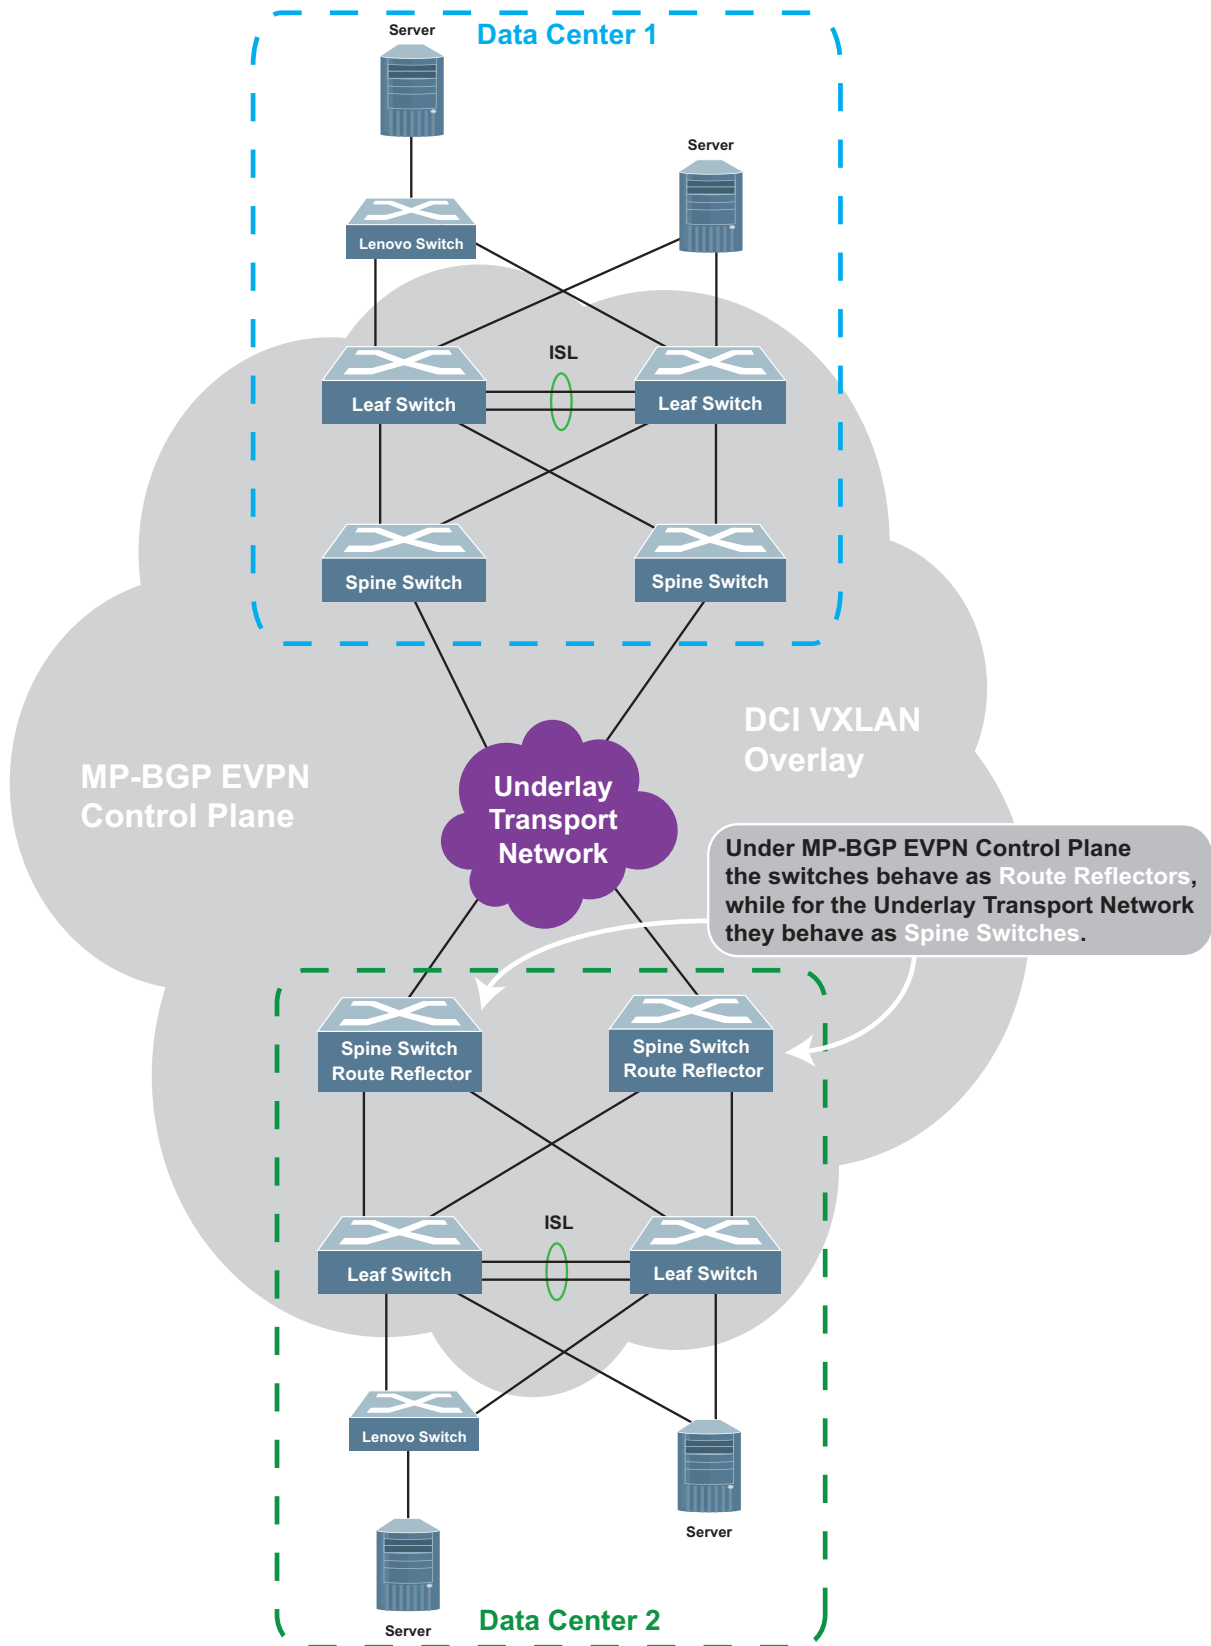 Server
Data Center 1
Server
Lenovo Switch
ISL
Leaf Switch
Leaf Switch
Spine Switch
Spine Switch
DCI VXLAN
Overlay
MP-BGP EVPN
Control Plane
Underlay
Transport
Network
Under MP-BGP EVPN Control Plane
the switches behave as Route Reflectors,
while for the Underlay Transport Network
they behave as Spine Switches.
Spine Switch
Route Reflector
Spine Switch
Route Reflector
ISL
Leaf Switch
Leaf Switch
Lenovo Switch
Server
Data Center 2
Server